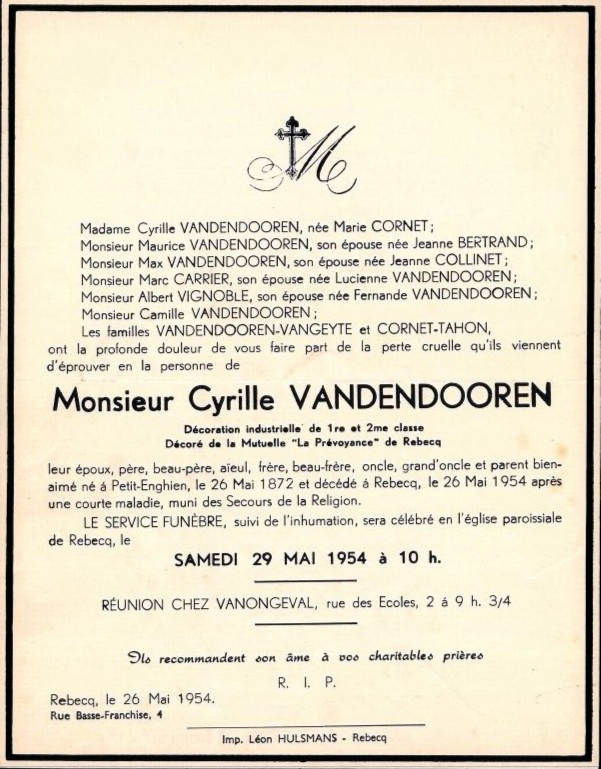 M
Madame Cyrille VANDENDOOREN, née Marie CORNET;
Monsieur Maurice VANDENDOOREN, son épouse née Jeanne BERTRAND;
Monsieur Max VANDENDOOREN, son épouse née Jeanne COLLINET;
Monsieur Marc CARRIER, son épouse née Lucienne VANDENDOOREN;
Monsieur Albert VIGNOBLE, son épouse née Fernande VANDENDOOREN;
Monsieur Camille VANDENDOOREN;
Les familles VANDENDOOREN-VANGEYTE et CORNET-TAHON,
ont la profonde douleur de vous faire part de la perte cruelle qu'ils viennent
d'éprouver en la personne de
Monsieur Cyrille VANDENDOOREN
Décoration industrielle de 1re et 2me classe
Décoré de la Mutuelle "La Prévoyance" de Rebecq
leur époux, père, beau-père, aïeul, frère, beau-frère, oncle, grand'oncle et parent bien-
aimé né á Petit-Enghien, le 26 Mai 1872 et décédé á Rebecq, le 26 Mai 1954 après
une courte maladie, muni des Secours de la Religion.
LE SERVICE FUNÈBRE, suivi de l'inhumation, sera célébré en l'église paroissiale
de Rebecq, le
SAMEDI 29 MAI 1954 à 10 h.
RÉUNION CHEZ VANONGEVAL, rue des Ecoles, 2 á 9 h. 3/4
Ils recommandent son âme à vos charitables prières
R. I. P.
Rebecq, le 26 Mai 1954.
Rue Basse-Franchise, 4
Imp. Léon HULSMANS - Rebecq